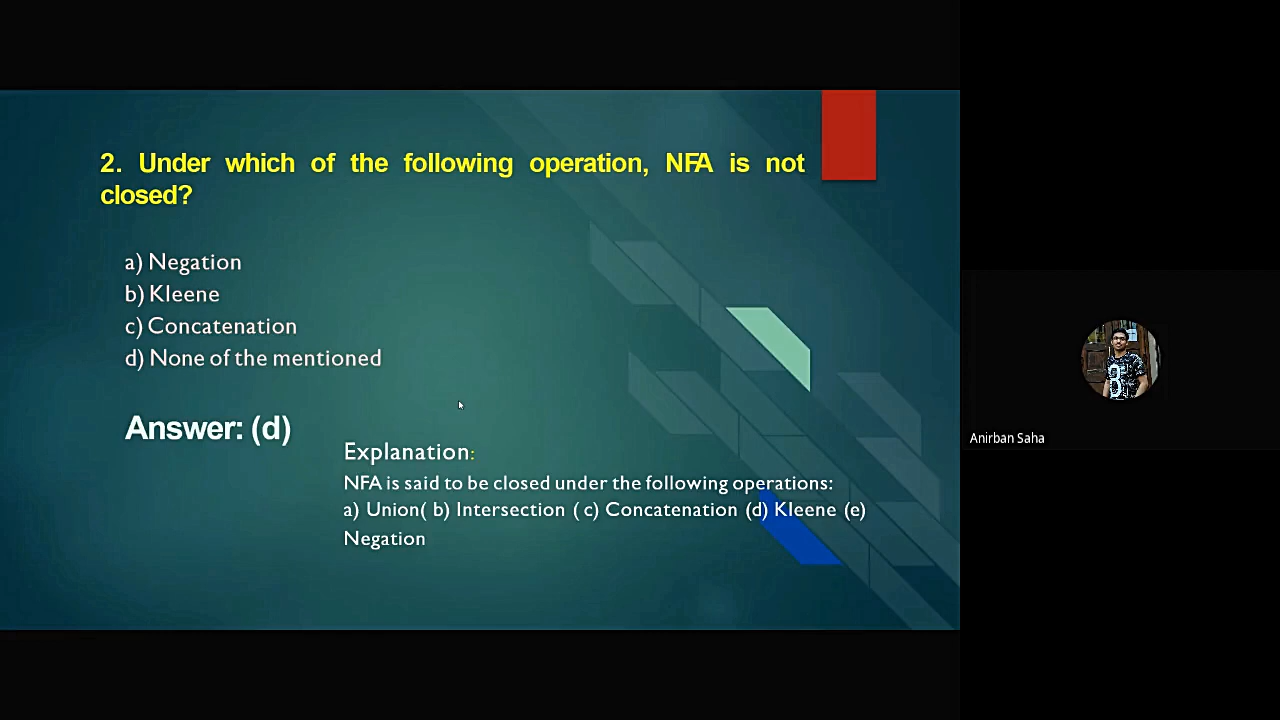 2. Under which of the following operation, NFA is not
closed?
a) Negation
b) Kleene
c) Concatenation
d) None of the mentioned
Answer: (d)
Explanation:
NFA is said to be closed under the following operations:
a) Union( b) Intersection ( c) Concatenation (d) Kleene (e)
Negation
Anirban Saha